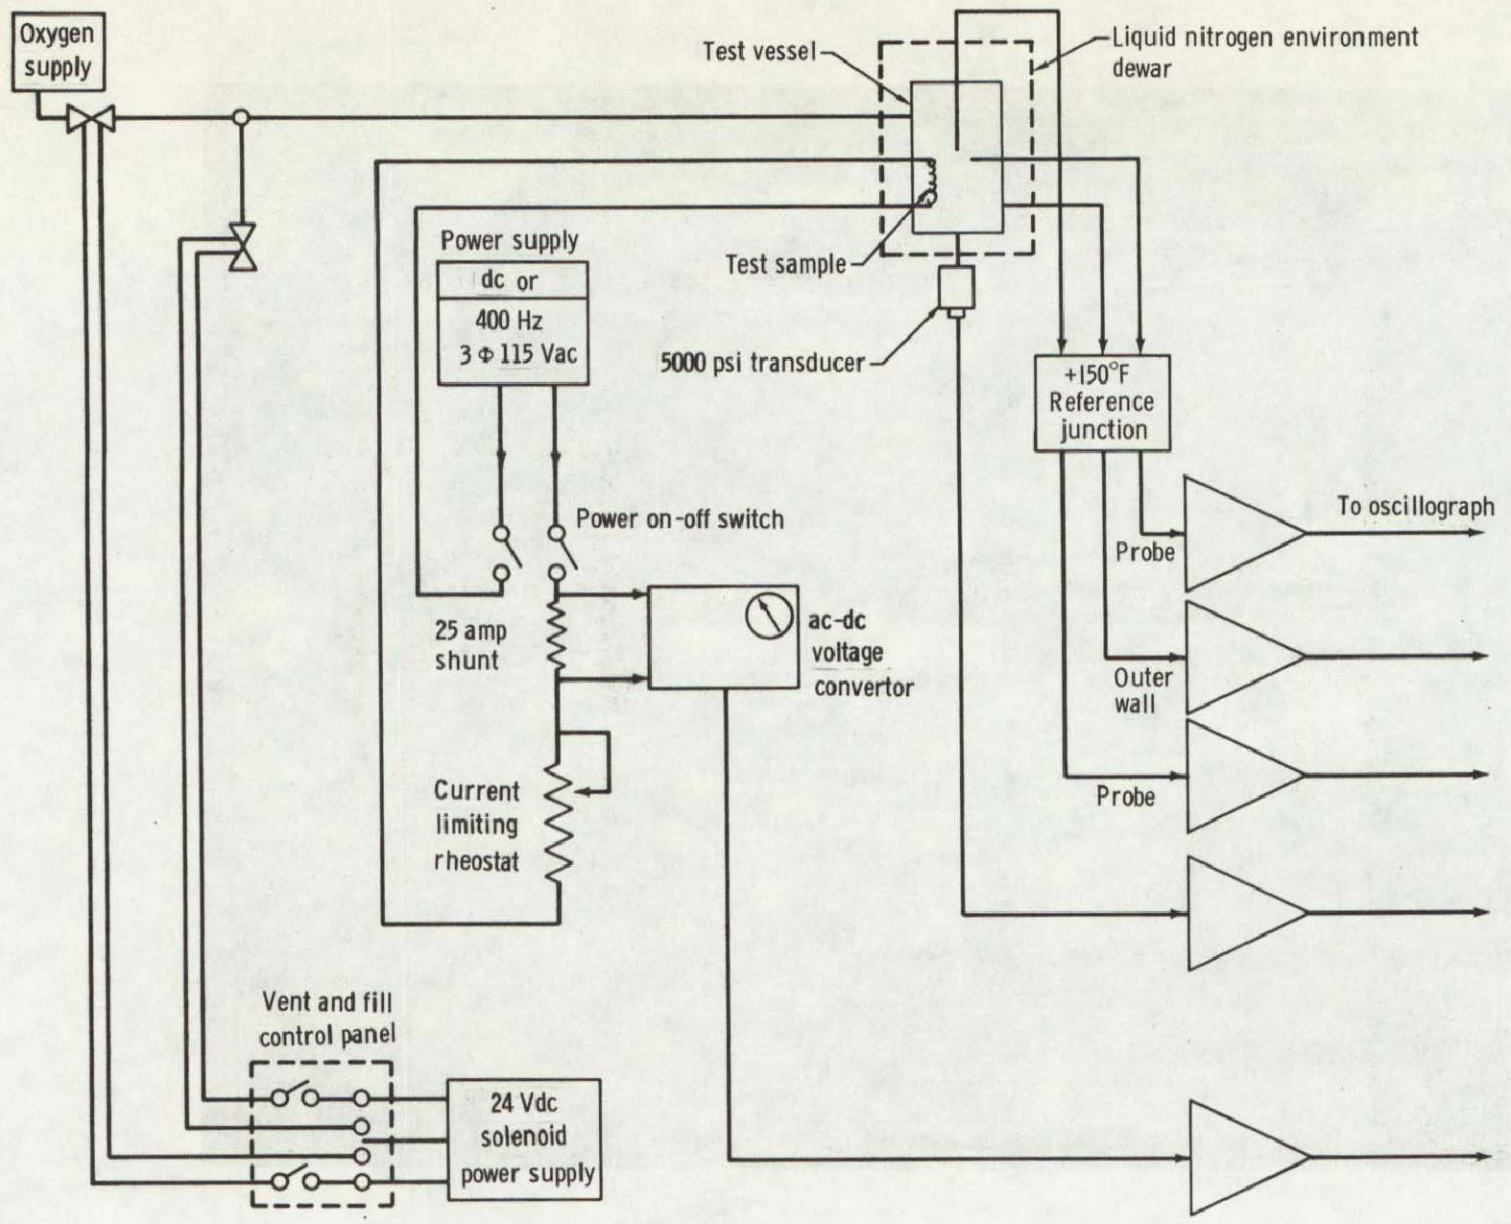 Oxygen
supply
Test vessel
Liquid nitrogen environment
dewar
Power supply
dc or
400 Hz
3 Φ 115 Vac
Test sample
5000 psi transducer
+150°F
Reference
junction
Power on-off switch
To oscillograph
Probe
25 amp
shunt
ac-dc
voltage
convertor
Outer
wall
Probe
Current
limiting
rheostat
Vent and fill
control panel
24 Vdc
solenoid
power supply